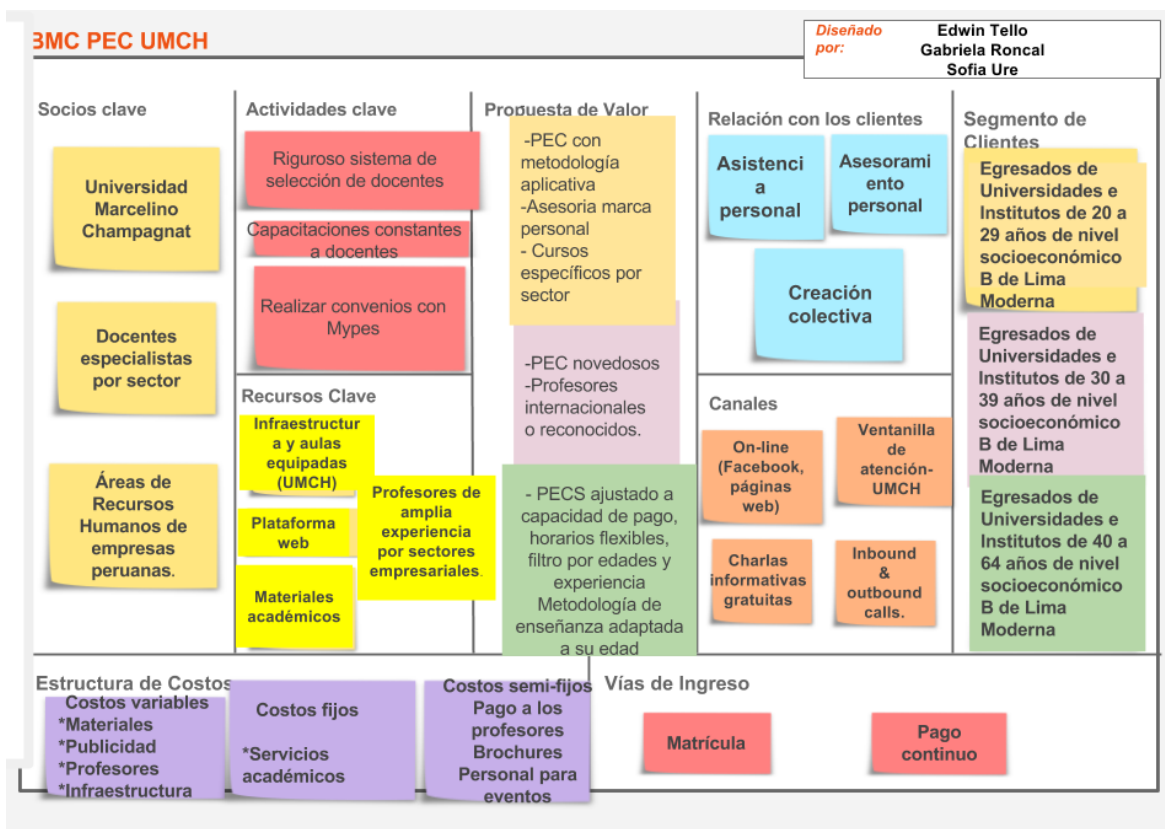 BMC PEC UMCH
Diseñado
por:
Edwin Tello
Gabriela Roncal
Sofia Ure
Socios clave
Universidad
Marcelino
Champagnat
Docentes
especialistas
por sector
Áreas de
Recursos
Humanos de
empresas
peruanas.
Actividades clave
Riguroso sistema de
selección de docentes
Capacitaciones constantes
a docentes
Realizar convenios con
Mypes
Recursos Clave
Infraestructur
a y aulas
equipadas
(UMCH)
Plataforma
web
Materiales
académicos
Profesores de
amplia
experiencia
por sectores
empresariales.
Propuesta de Valor
-PEC con
metodología
aplicativa
-Asesoria marca
personal
- Cursos
específicos por
sector
-PEC novedosos
-Profesores
internacionales
o reconocidos.
- PECS ajustado a
capacidad de pago,
horarios flexibles,
filtro por edades y
experiencia
Metodología de
enseñanza adaptada
a su edad
Relación con los clientes
Asistenci
a
personal
Asesorami
ento
personal
Creación
colectiva
Canales
On-line
(Facebook,
páginas
web)
Ventanilla
de
atención-
UMCH
Charlas
informativas
gratuitas
Inbound
&
outbound
calls.
Segmento de
Clientes
Egresados de
Universidades e
Institutos de 20 a
29 años de nivel
socioeconómico
B de Lima
Moderna
Egresados de
Universidades e
Institutos de 30 a
39 años de nivel
socioeconómico
B de Lima
Moderna
Egresados de
Universidades e
Institutos de 40 a
64 años de nivel
socioeconómico
B de Lima
Moderna
Estructura de Costos
Costos variables
*Materiales
*Publicidad
*Profesores
*Infraestructura
Costos fijos
*Servicios
académicos
Costos semi-fijos
Pago a los
profesores
Brochures
Personal para
eventos
Vías de Ingreso
Matrícula
Pago
continuo